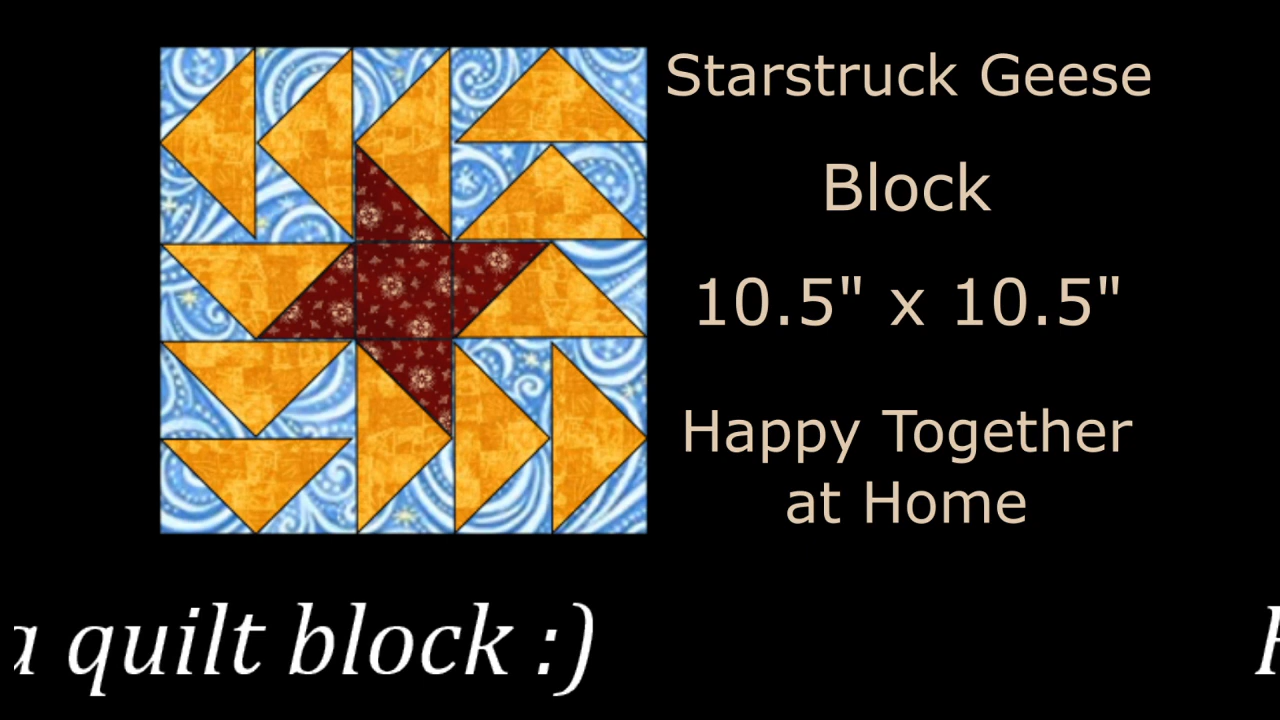 Starstruck Geese
Block
10.5" x 10.5"
Happy Together
at Home
a quilt block :)